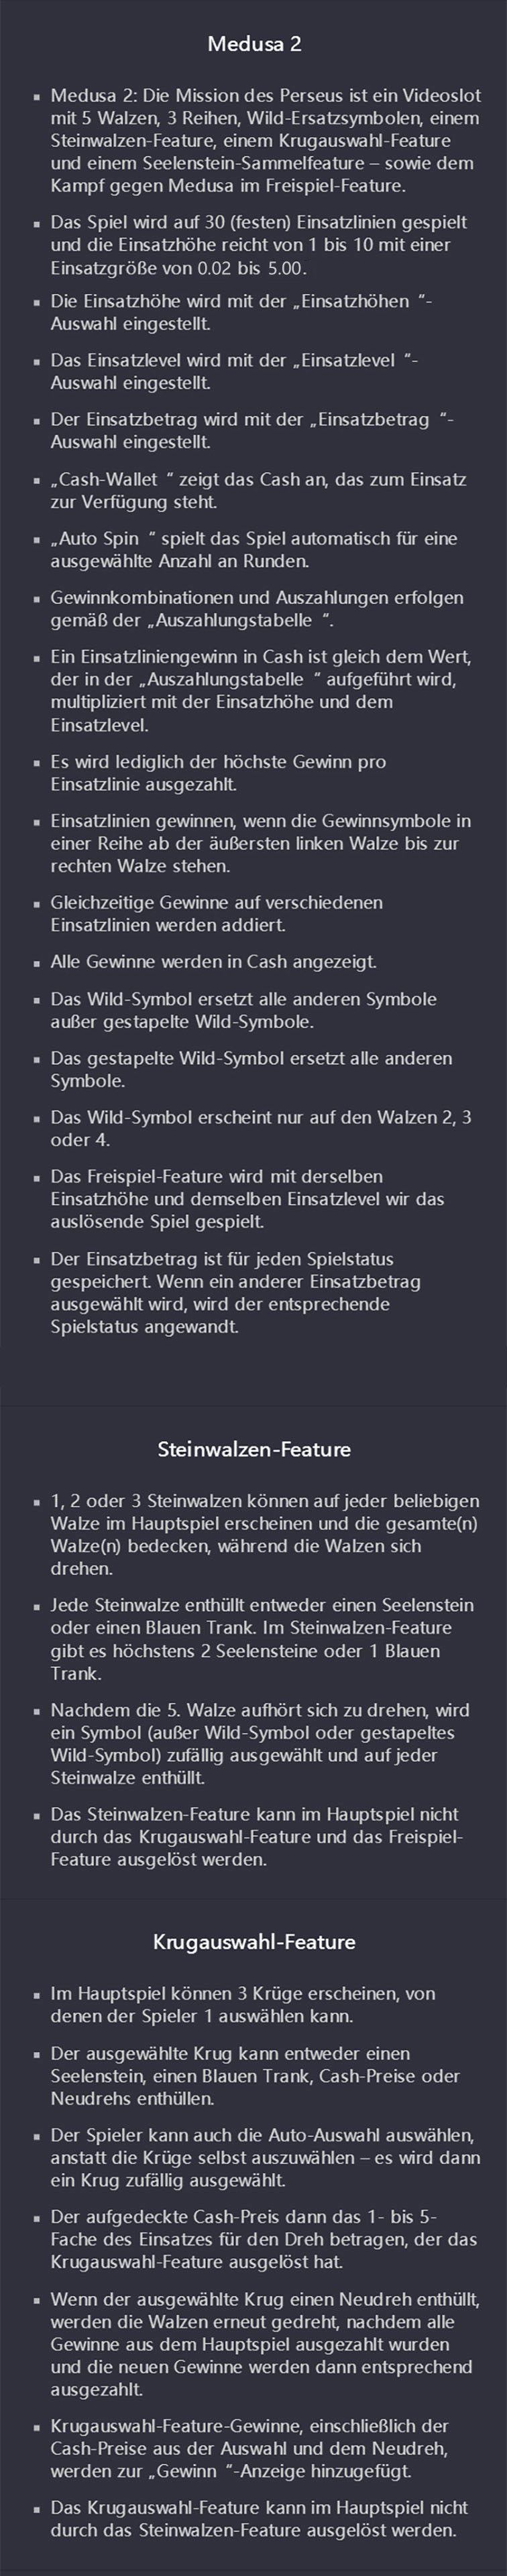 Medusa 2
▪ Medusa 2: Die Mission des Perseus ist ein Videoslot
mit 5 Walzen, 3 Reihen, Wild-Ersatzsymbolen, einem
Steinwalzen-Feature, einem Krugauswahl-Feature
und einem Seelenstein-Sammelfeature – sowie dem
Kampf gegen Medusa im Freispiel-Feature.
▪ Das Spiel wird auf 30 (festen) Einsatzlinien gespielt
und die Einsatzhöhe reicht von 1 bis 10 mit einer
Einsatzgröße von 0.02 bis 5.00.
▪ Die Einsatzhöhe wird mit der „Einsatzhöhen “-
Auswahl eingestellt.
▪ Das Einsatzlevel wird mit der „Einsatzlevel “-
Auswahl eingestellt.
▪ Der Einsatzbetrag wird mit der „Einsatzbetrag “-
Auswahl eingestellt.
▪ „Cash-Wallet “ zeigt das Cash an, das zum Einsatz
zur Verfügung steht.
▪ „Auto Spin “ spielt das Spiel automatisch für eine
ausgewählte Anzahl an Runden.
▪ Gewinnkombinationen und Auszahlungen erfolgen
gemäß der „Auszahlungstabelle “.
▪ Ein Einsatzliniengewinn in Cash ist gleich dem Wert,
der in der „Auszahlungstabelle “ aufgeführt wird,
multipliziert mit der Einsatzhöhe und dem
Einsatzlevel.
▪ Es wird lediglich der höchste Gewinn pro
Einsatzlinie ausgezahlt.
▪ Einsatzlinien gewinnen, wenn die Gewinnsymbole in
einer Reihe ab der äußersten linken Walze bis zur
rechten Walze stehen.
▪ Gleichzeitige Gewinne auf verschiedenen
Einsatzlinien werden addiert.
▪ Alle Gewinne werden in Cash angezeigt.
▪ Das Wild-Symbol ersetzt alle anderen Symbole
außer gestapelte Wild-Symbole.
▪ Das gestapelte Wild-Symbol ersetzt alle anderen
Symbole.
▪ Das Wild-Symbol erscheint nur auf den Walzen 2, 3
oder 4.
▪ Das Freispiel-Feature wird mit derselben
Einsatzhöhe und demselben Einsatzlevel wir das
auslösende Spiel gespielt.
▪ Der Einsatzbetrag ist für jeden Spielstatus
gespeichert. Wenn ein anderer Einsatzbetrag
ausgewählt wird, wird der entsprechende
Spielstatus angewandt.
Steinwalzen-Feature
▪ 1, 2 oder 3 Steinwalzen können auf jeder beliebigen
Walze im Hauptspiel erscheinen und die gesamte(n)
Walze(n) bedecken, während die Walzen sich
drehen.
▪ Jede Steinwalze enthüllt entweder einen Seelenstein
oder einen Blauen Trank. Im Steinwalzen-Feature
gibt es höchstens 2 Seelensteine oder 1 Blauen
Trank.
▪ Nachdem die 5. Walze aufhört sich zu drehen, wird
ein Symbol (außer Wild-Symbol oder gestapeltes
Wild-Symbol) zufällig ausgewählt und auf jeder
Steinwalze enthüllt.
▪ Das Steinwalzen-Feature kann im Hauptspiel nicht
durch das Krugauswahl-Feature und das Freispiel-
Feature ausgelöst werden.
Krugauswahl-Feature
▪ Im Hauptspiel können 3 Krüge erscheinen, von
denen der Spieler 1 auswählen kann.
▪ Der ausgewählte Krug kann entweder einen
Seelenstein, einen Blauen Trank, Cash-Preise oder
Neudrehs enthüllen.
▪ Der Spieler kann auch die Auto-Auswahl auswählen,
anstatt die Krüge selbst auszuwählen – es wird dann
ein Krug zufällig ausgewählt.
▪ Der aufgedeckte Cash-Preis dann das 1- bis 5-
Fache des Einsatzes für den Dreh betragen, der das
Krugauswahl-Feature ausgelöst hat.
▪ Wenn der ausgewählte Krug einen Neudreh enthüllt,
werden die Walzen erneut gedreht, nachdem alle
Gewinne aus dem Hauptspiel ausgezahlt wurden
und die neuen Gewinne werden dann entsprechend
ausgezahlt.
▪ Krugauswahl-Feature-Gewinne, einschließlich der
Cash-Preise aus der Auswahl und dem Neudreh,
werden zur „Gewinn “-Anzeige hinzugefügt.
▪ Das Krugauswahl-Feature kann im Hauptspiel nicht
durch das Steinwalzen-Feature ausgelöst werden.